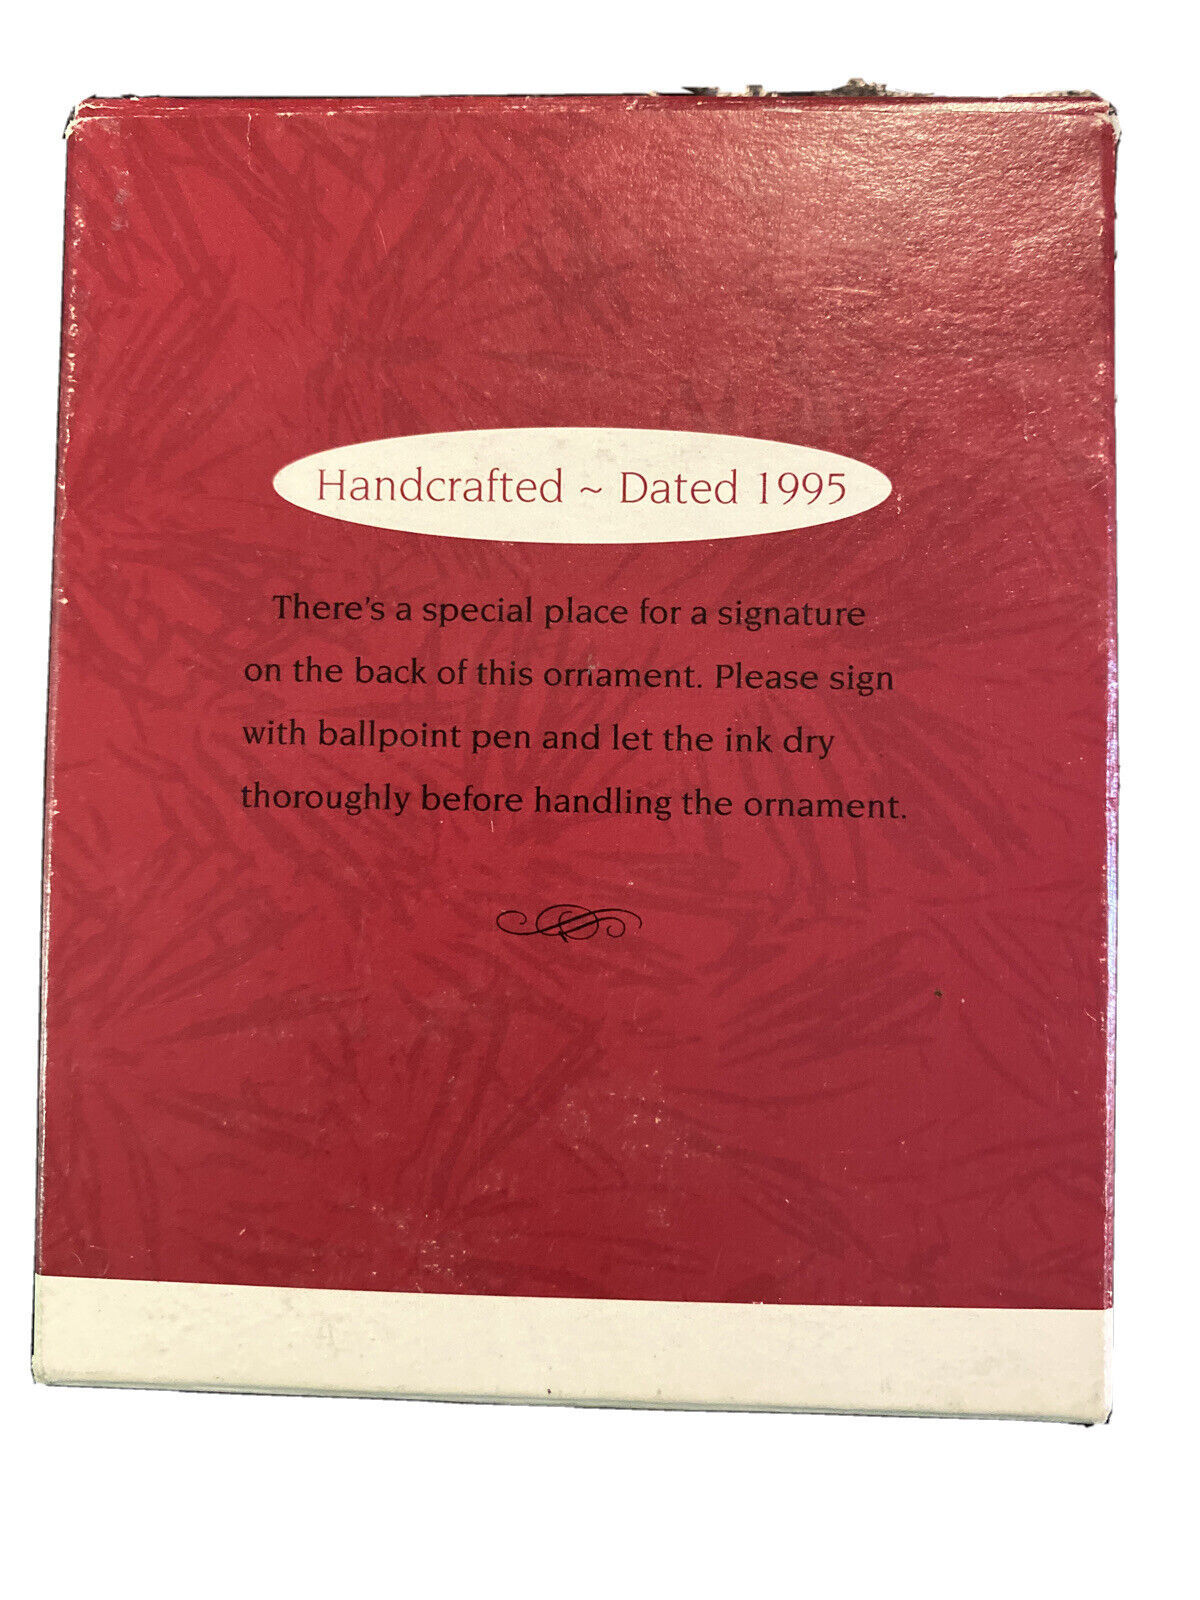 Handcrafted ~ Dated 1995
There's a special place for a signature
on the back of this ornament. Please sign
with ballpoint pen and let the ink dry
thoroughly before handling the ornament.